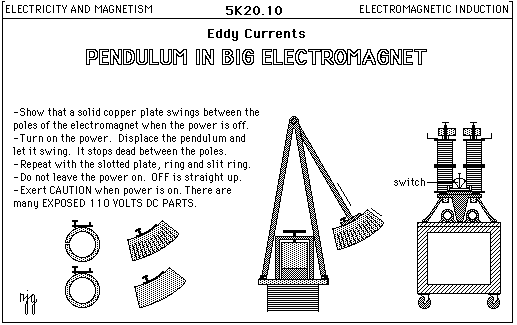 ELECTRICITY AND MAGNETISM 5K20.10 ELECTROMAGNETIC INDUCTION
Eddy Currents
PENDULUM IN BIG ELECTROMAGNET
-Show that a solid copper plate swings between the
poles of the electromagnet when the power is off.
-Turn on the power. Displace the pendulum and
let it swing. It stops dead between the poles.
-Repeat with the slotted plate, ring and slit ring.
-Do not leave the power on. OFF is straight up.
-Exert CAUTION when power is on. There are
many EXPOSED 110 VOLTS DC PARTS.
switch
njg